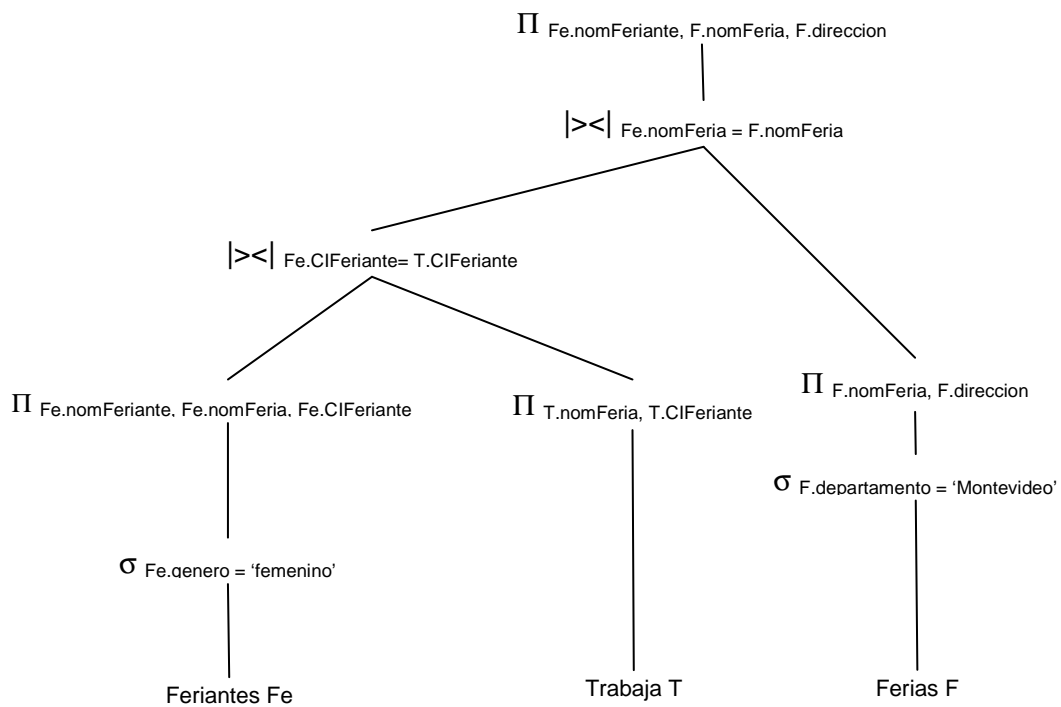 Π Fe.nomFeriante, F.nomFeria, F.direccion
|><| Fe.nomFeria = F.nomFeria
|><| Fe.CIFeriante= T.CIFeriante
Π Fe.nomFeriante, Fe.nomFeria, Fe.CIFeriante
Π T.nomFeria, T.CIFeriante
Π F.nomFeria, F.direccion
σ F.departamento = ‘Montevideo’
σ Fe.genero = ‘femenino’
Feriantes Fe
Trabaja T
Ferias F